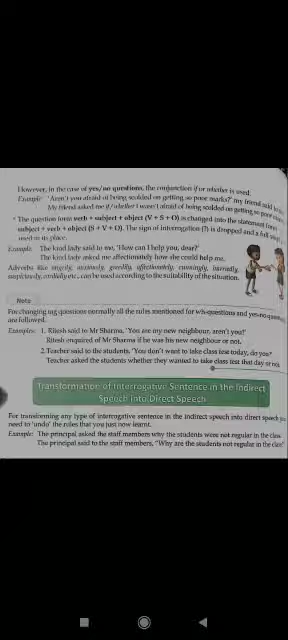 However, in the case of yes/no questions, the conjunction if or whether is used.
Example: 'Aren't you afraid of being scolded on getting so poor marks?' my friend said to
My friend asked me if/whether I wasn't afraid of being scolded on getting so poor
The question form verb + subject + object (V + S + O) is changed into the statement form
subject + verb + object (S + V + O). The sign of interrogation (?) is dropped and a full
used in its place.
Example: The kind lady said to me, 'How can I help you, dear?'
The kind lady asked me affectionately how she could help me.
Adverbs like angrily, anxiously, greedily, affectionately, cunningly,
suspiciously, cordially etc., can be used according to the suitability of the situation.
Note
For changing tag questions normally all the rules mentioned for wh-questions and yes-no
are followed.
Examples: 1. Ritesh said to Mr Sharma, 'You are my new neighbour, aren't you?'
Ritesh enquired of Mr Sharma if he was his new neighbour or not.
2. Teacher said to the students, 'You don't want to take class test today, do you?'
Teacher asked the students whether they wanted to take class test that day or not.
Transformation of Interrogative Sentence in the Indirect
Speech into Direct Speech
For transforming any type of interrogative sentence in the indirect speech into direct speech
need to 'undo' the rules that you just now learnt.
Example: The principal asked the staff members why the students were not regular in the class.
The principal said to the staff members, "Why are the students not regular in the class?